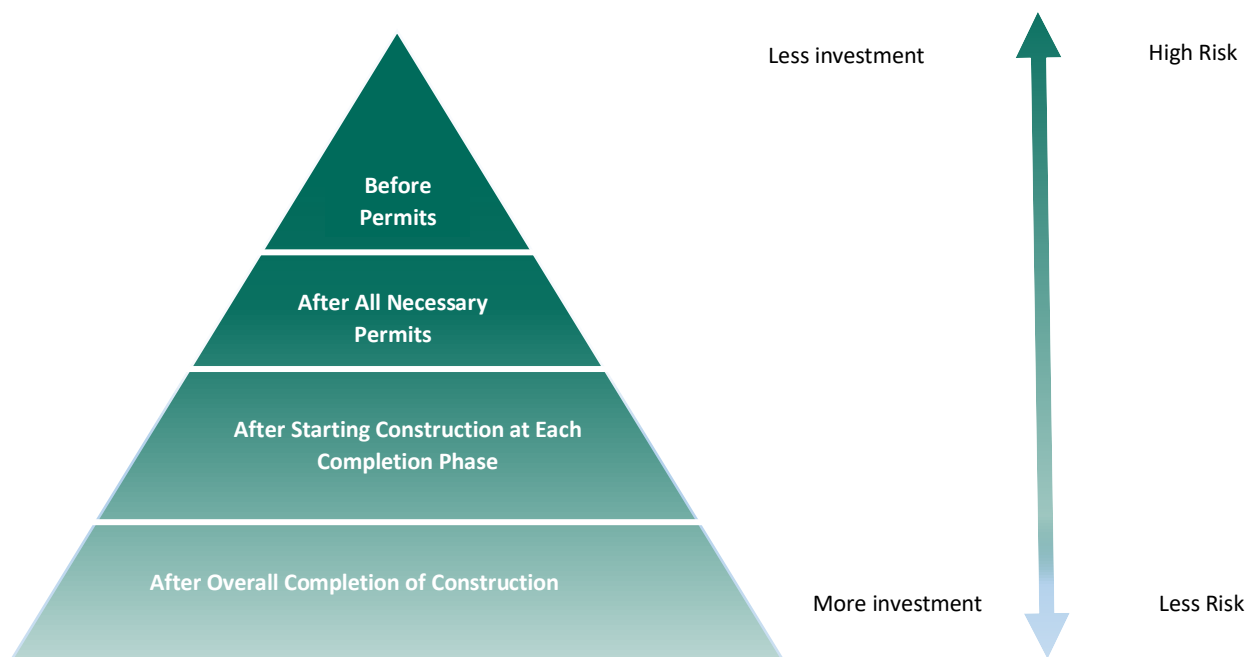 Less investment
High Risk
Before
Permits
After All Necessary
Permits
After Starting Construction at Each
Completion Phase
After Overall Completion of Construction
More investment
Less Risk